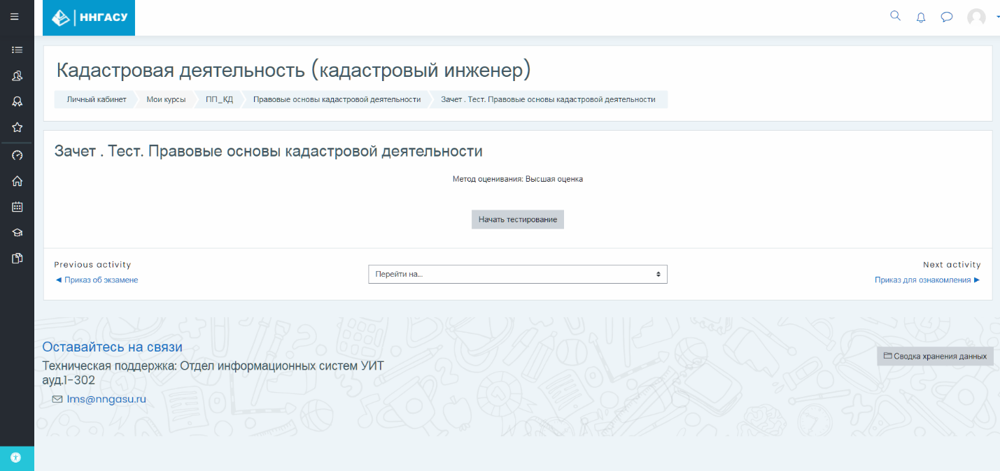 ННГАСУ
Кадастровая деятельность (кадастровый инженер)
Личный кабинет
Мои курсы
ПП_КД
Правовые основы кадастровой деятельности
Зачет . Тест. Правовые основы кадастровой деятельности
Зачет . Тест. Правовые основы кадастровой деятельности
Метод оценивания: Высшая оценка
Начать тестирование
Previous activity
◄ Приказ об экзамене
Перейти на...
Next activity
Приказ для ознакомления ►
Оставайтесь на связи
Техническая поддержка: Отдел информационных систем УИТ
ауд.1-302
lms@nngasu.ru
Сводка хранения данных